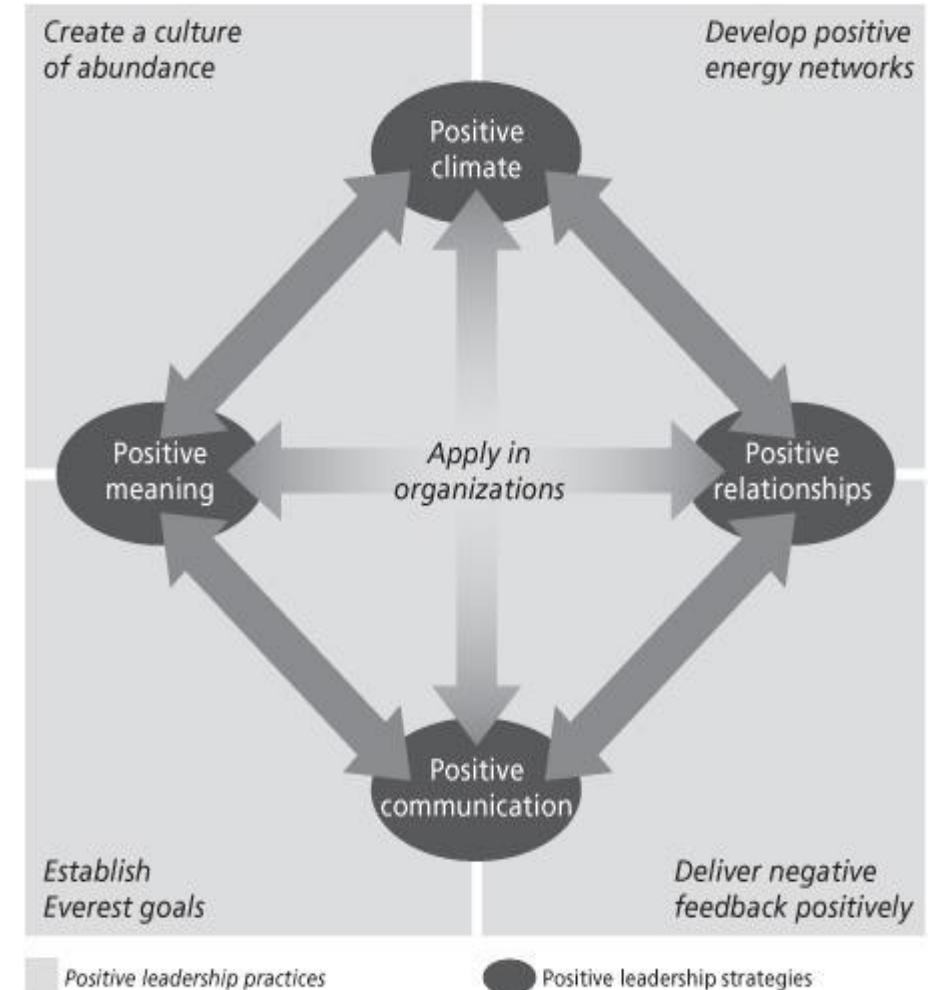 Create a culture
of abundance
Develop positive
energy networks
Positive
climate
Positive
meaning
Apply in
organizations
Positive
relationships
Positive
communication
Establish
Everest goals
Deliver negative
feedback positively
Positive leadership practices
Positive leadership strategies